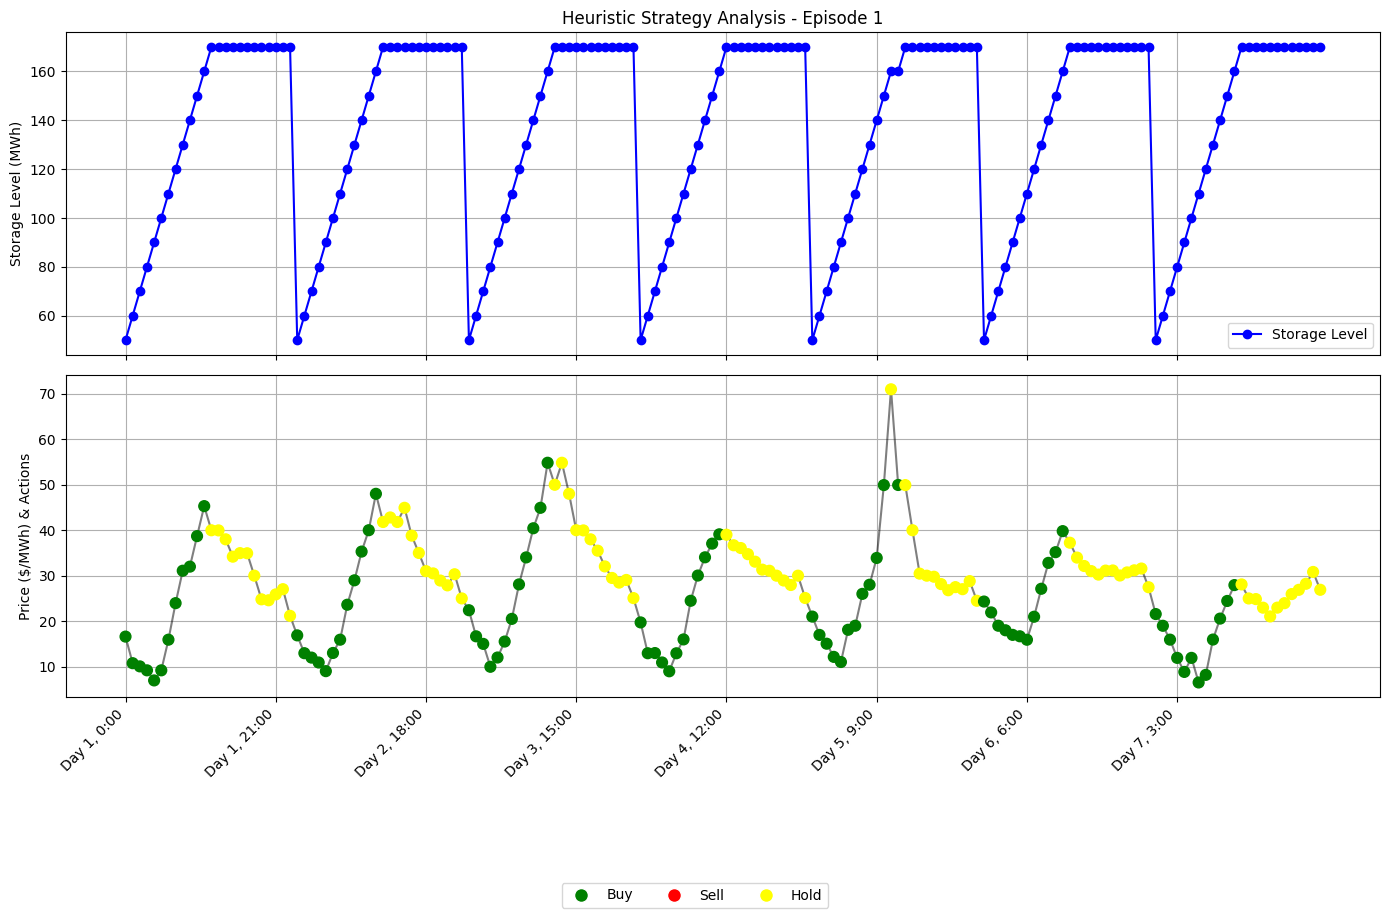 Heuristic Strategy Analysis - Episode 1
Storage Level (MWh)
160
140
120
100
80
60
Storage Level
Price ($/MWh) & Actions
70
60
50
40
30
20
10
Day 1, 0:00
Day 1, 21:00
Day 2, 18:00
Day 3, 15:00
Day 4, 12:00
Day 5, 9:00
Day 6, 6:00
Day 7, 3:00
Buy Sell Hold